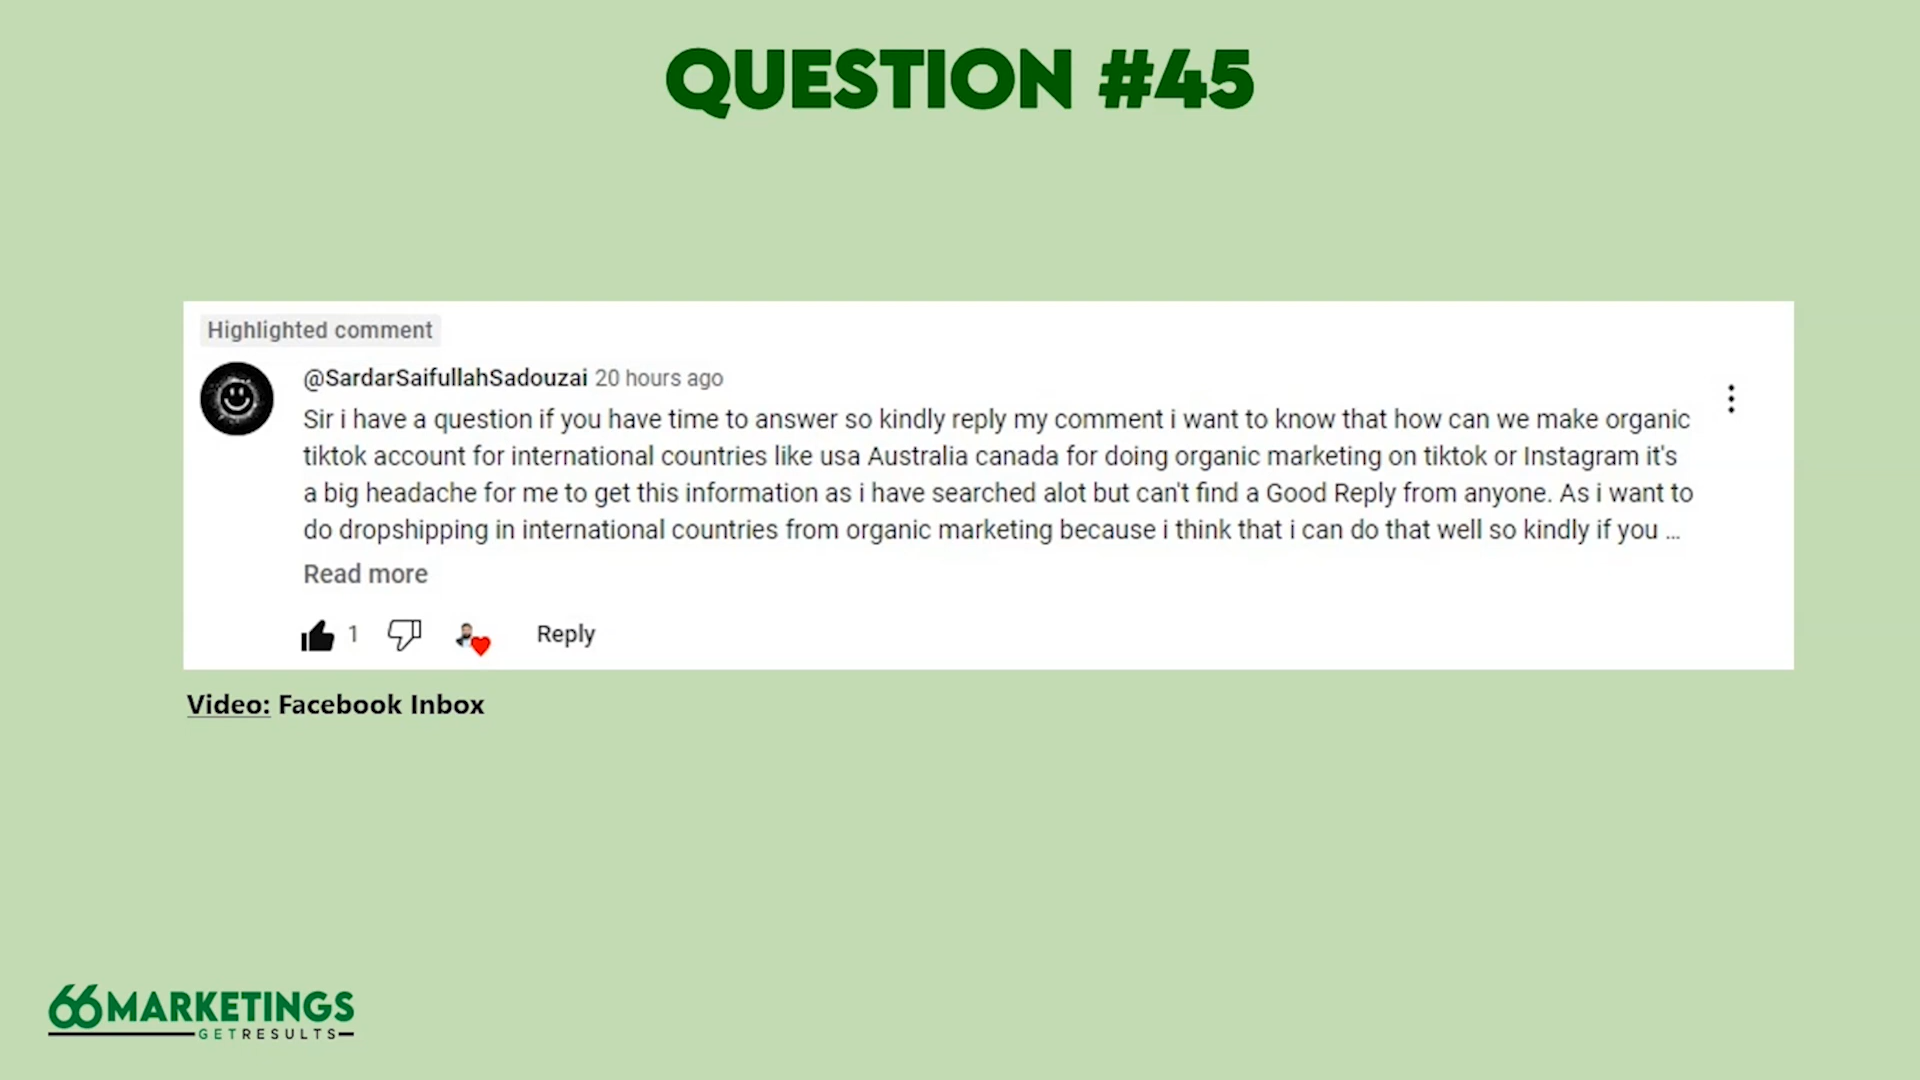 QUESTION #45
Highlighted comment
@SardarSaifullahSadouzai 20 hours ago
Sir i have a question if you have time to answer so kindly reply my comment i want to know that how can we make organic
tiktok account for international countries like usa Australia canada for doing organic marketing on tiktok or Instagram it's
a big headache for me to get this information as i have searched alot but can't find a Good Reply from anyone. As i want to
do dropshipping in international countries from organic marketing because i think that i can do that well so kindly if you ...
Read more
1 Reply
Video: Facebook Inbox
66MARKETINGS
GETRESULTS